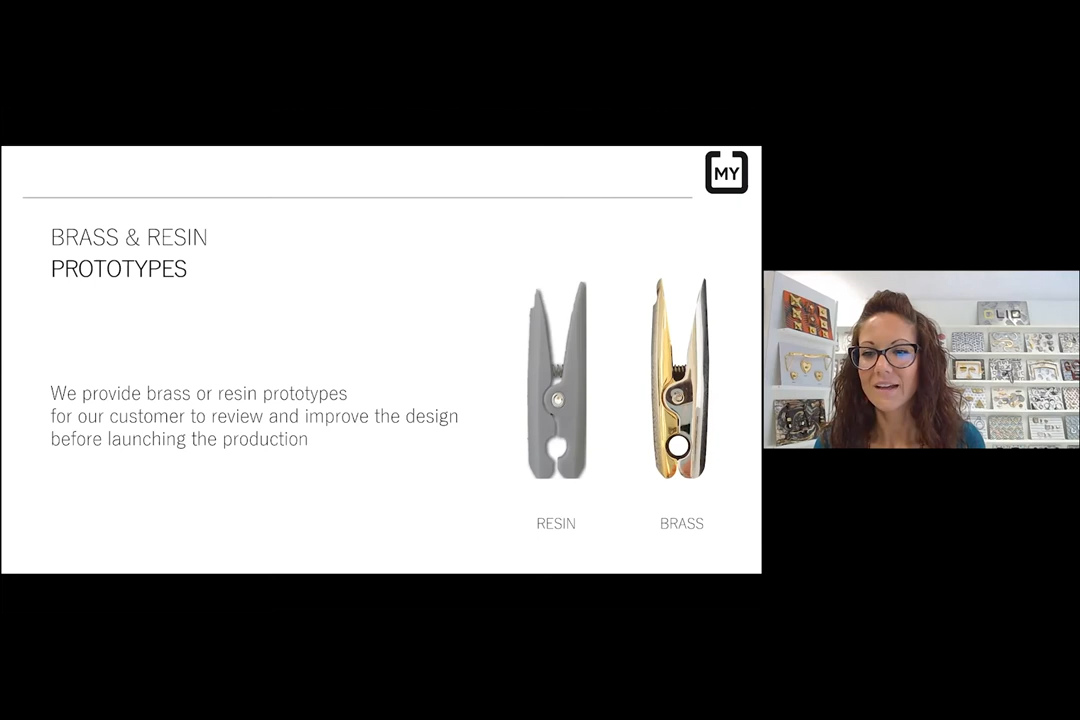 MY
BRASS & RESIN
PROTOTYPES
We provide brass or resin prototypes
for our customer to review and improve the design
before launching the production
RESIN
BRASS
LIO